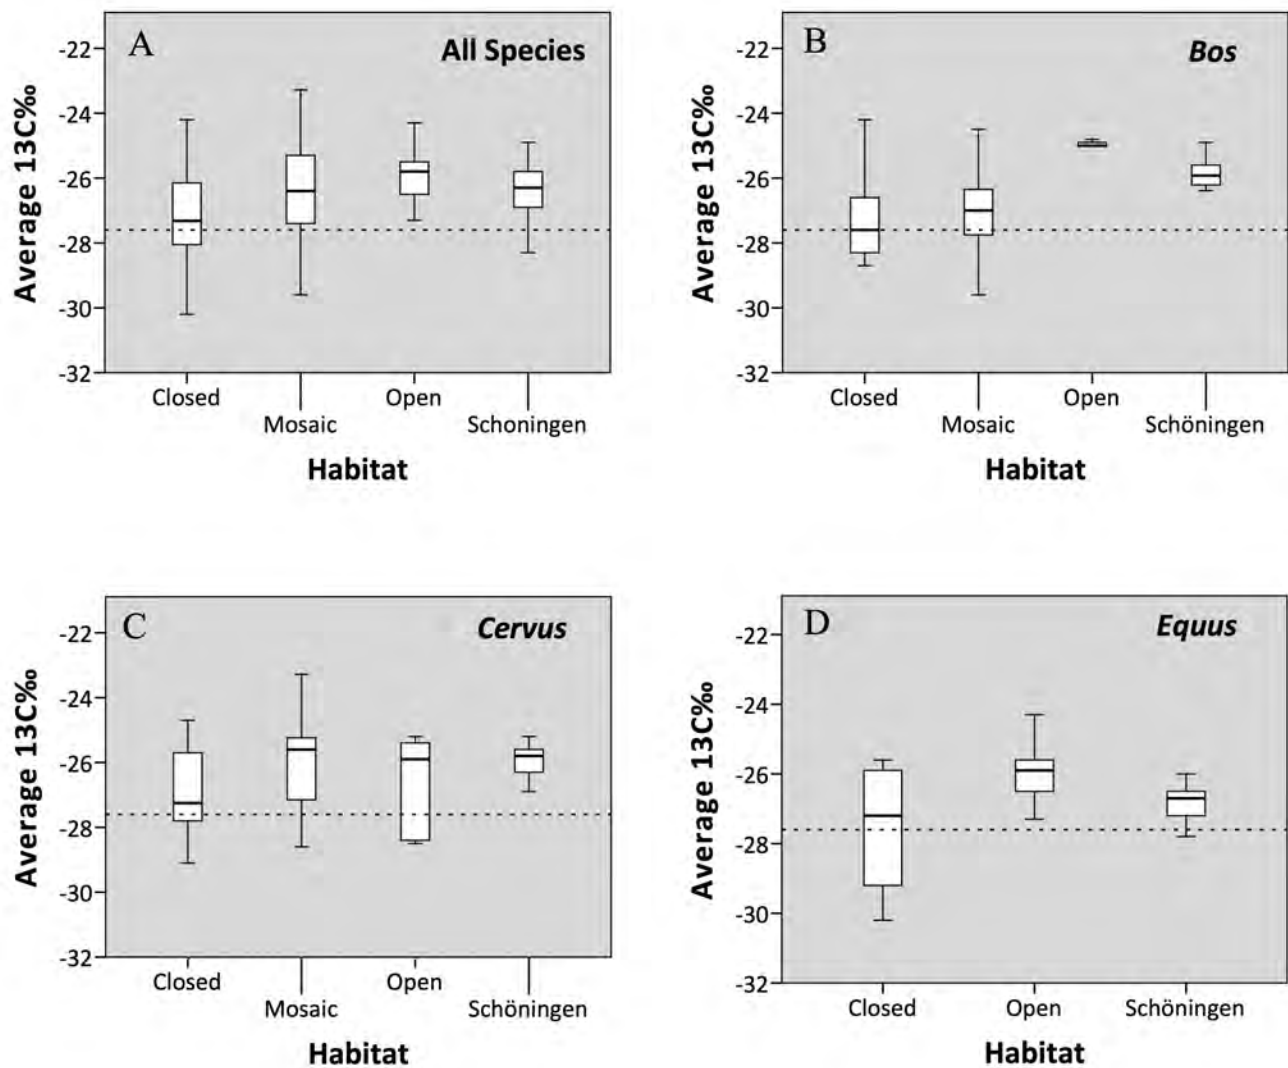 A
All Species
Average 13C‰
-22
-24
-26
-28
-30
-32
Closed
Mosaic
Open
Schoningen
Habitat
B
Bos
Average 13C‰
-22
-24
-26
-28
-30
-32
Closed
Mosaic
Open
Schöningen
Habitat
C
Cervus
Average 13C‰
-22
-24
-26
-28
-30
-32
Closed
Mosaic
Open
Schöningen
Habitat
D
Equus
Average 13C‰
-22
-24
-26
-28
-30
-32
Closed
Open
Schöningen
Habitat